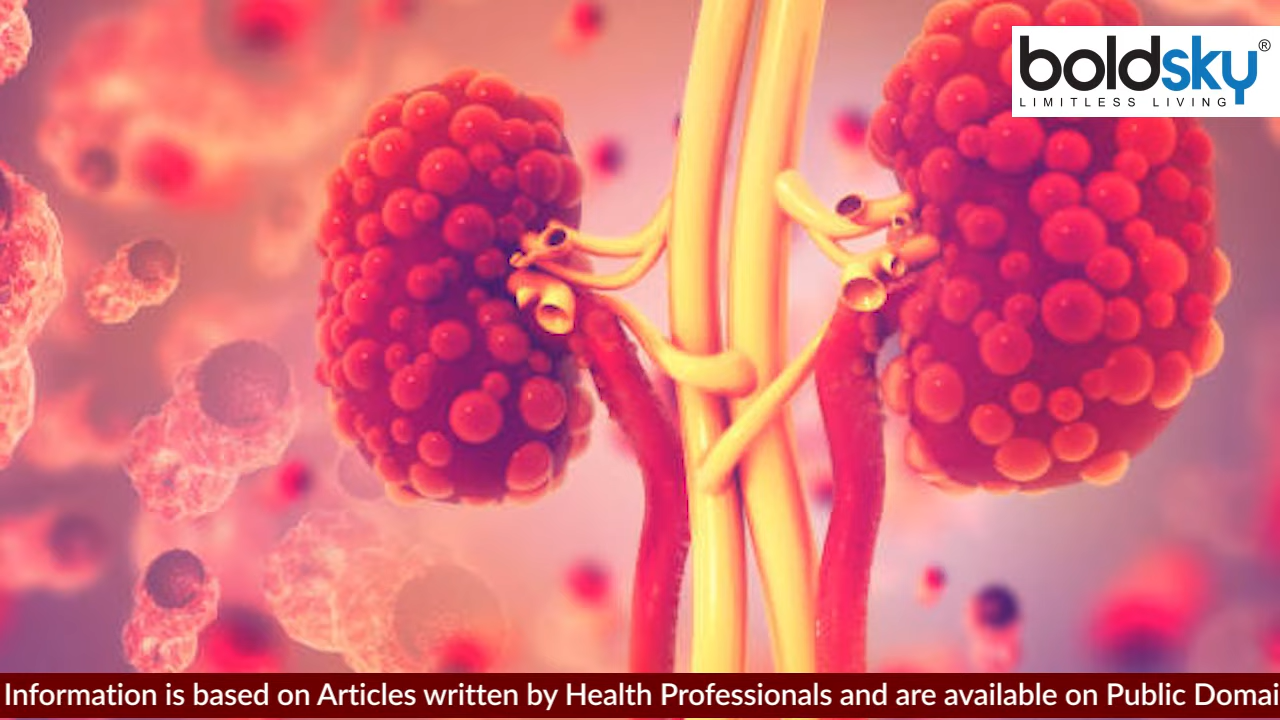 boldsky®
LIMITLESS LIVING
Information is based on Articles written by Health Professionals and are available on Public Domai